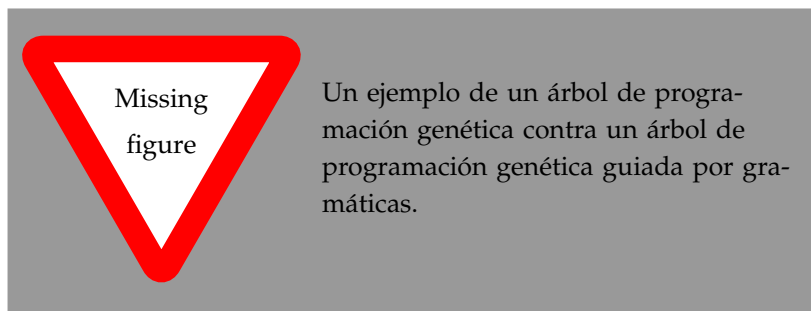 Missing
figure
Un ejemplo de un árbol de progra-
mación genética contra un árbol de
programación genética guiada por gra-
máticas.